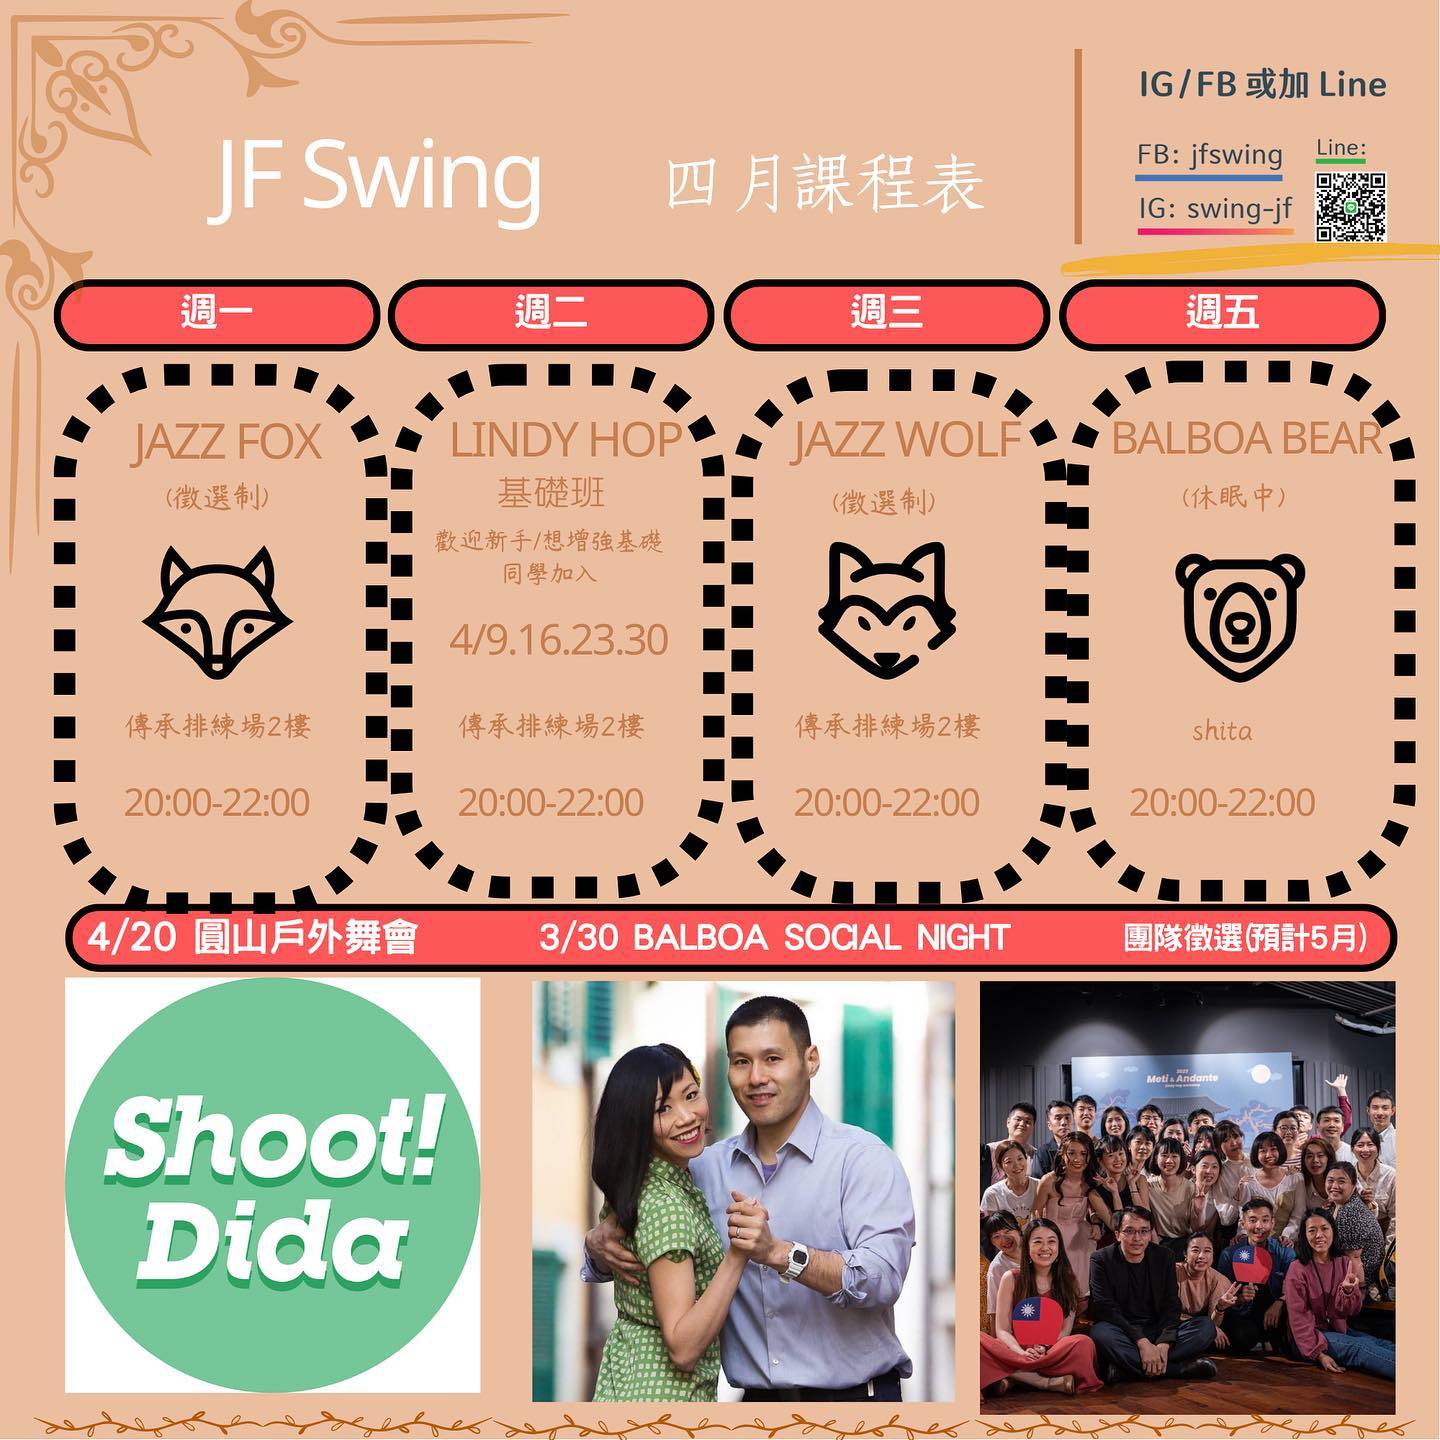 IG/FB 或加 Line
JF Swing
四月課程表
FB: jfswing
Line:
IG: swing-jf
週一
週二
週三
週五
JAZZ FOX
(徵選制)
傳承排練場2樓
20:00-22:00
LINDY HOP
基礎班
歡迎新手/想增強基礎
同學加入
4/9.16.23.30
傳承排練場2樓
20:00-22:00
JAZZ WOLF
(徵選制)
傳承排練場2樓
20:00-22:00
BALBOA BEAR
(休眠中)
shita
20:00-22:00
4/20 圓山戶外舞會
3/30 BALBOA SOCIAL NIGHT
團隊徵選(預計5月)
Shoot!
Dida
2023
Meti & Andante